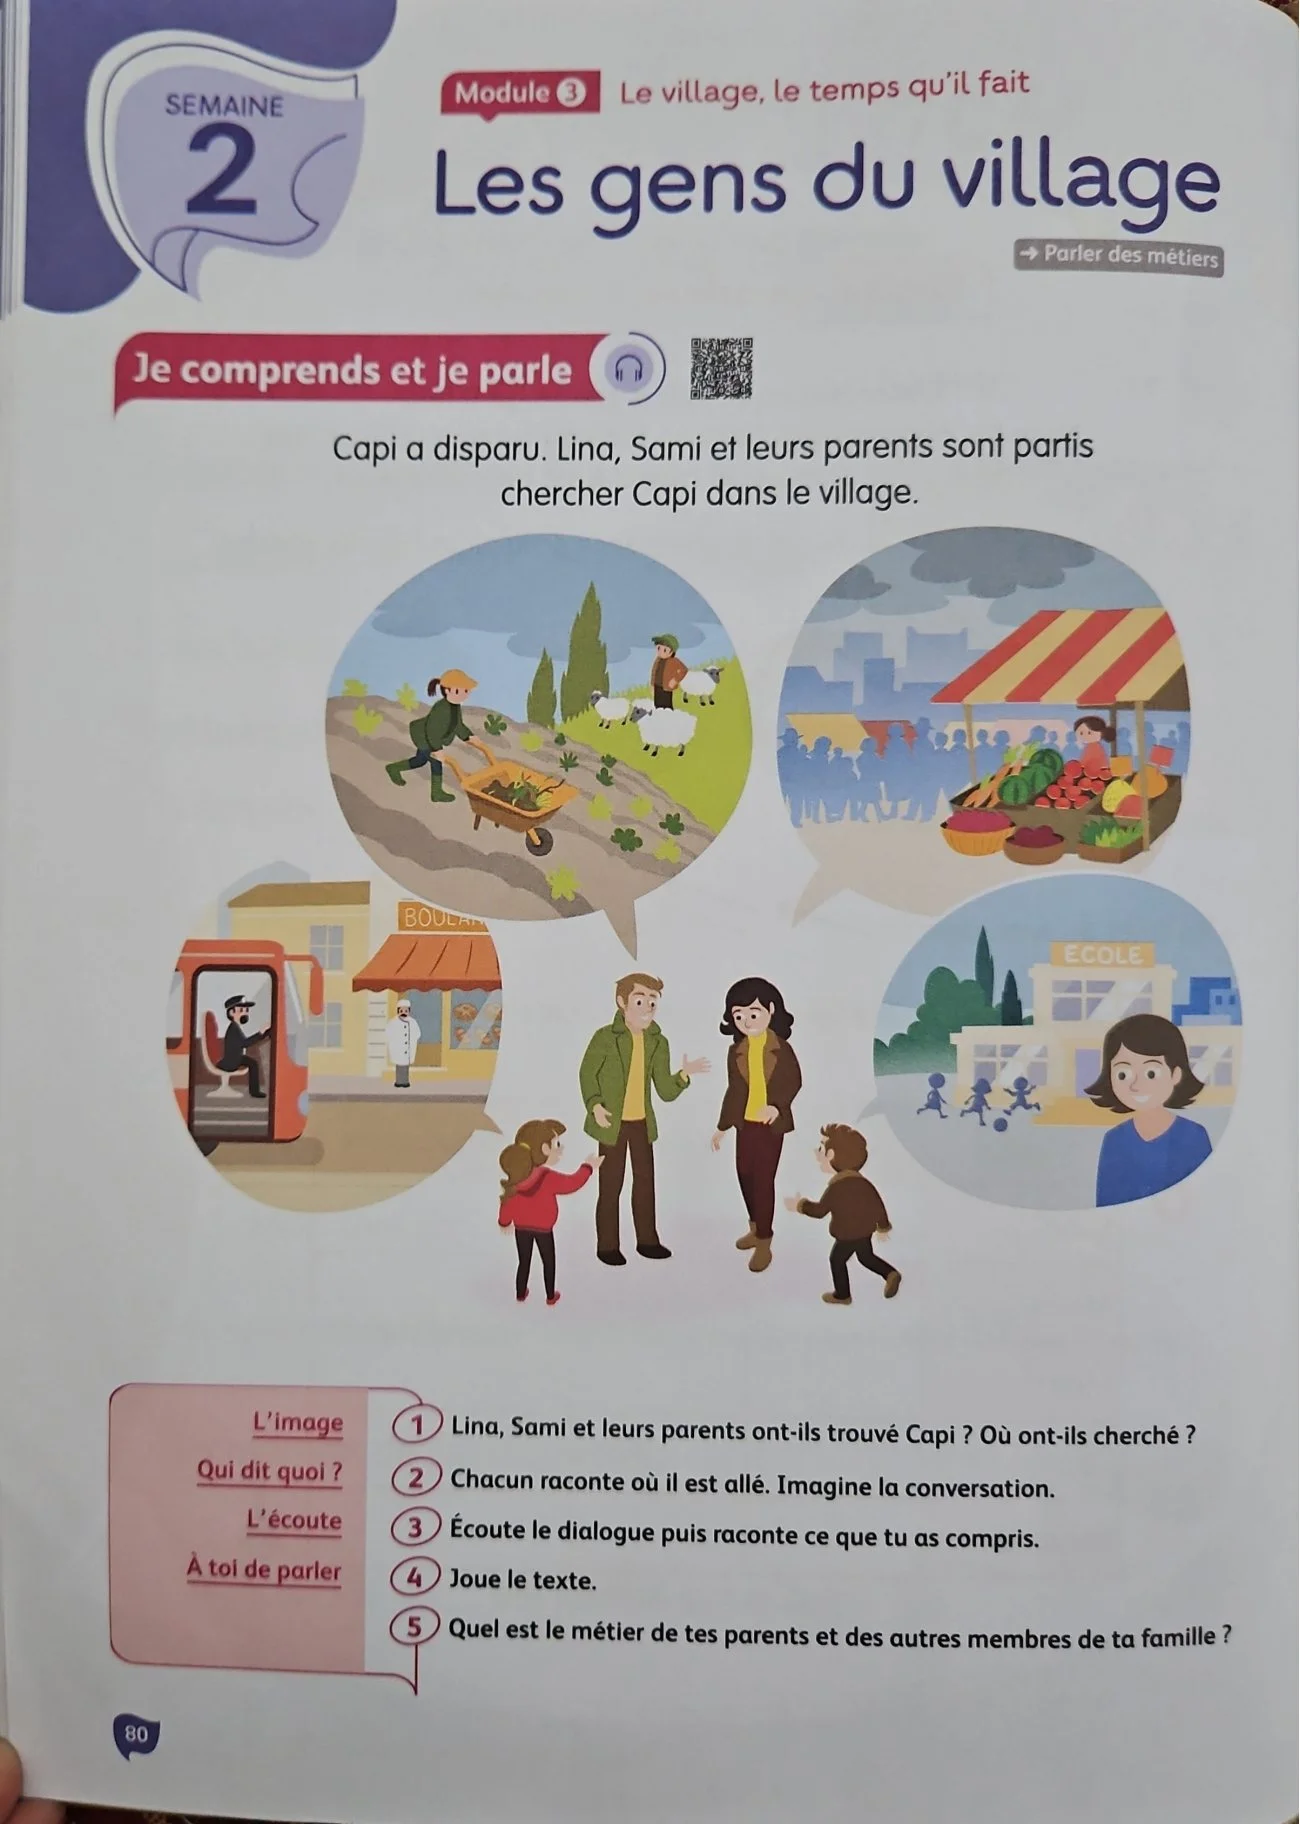 SEMAINE
2
Module 3 Le village, le temps qu'il fait
Les gens du village
→ Parler des métiers
Je comprends et je parle
Capi a disparu. Lina, Sami et leurs parents sont partis
chercher Capi dans le village.
BOULAN
ECOLE
L'image
Qui dit quoi ?
L'écoute
À toi de parler
1 Lina, Sami et leurs parents ont-ils trouvé Capi ? Où ont-ils cherché ?
2 Chacun raconte où il est allé. Imagine la conversation.
3 Écoute le dialogue puis raconte ce que tu as compris.
4 Joue le texte.
5 Quel est le métier de tes parents et des autres membres de ta famille ?
80